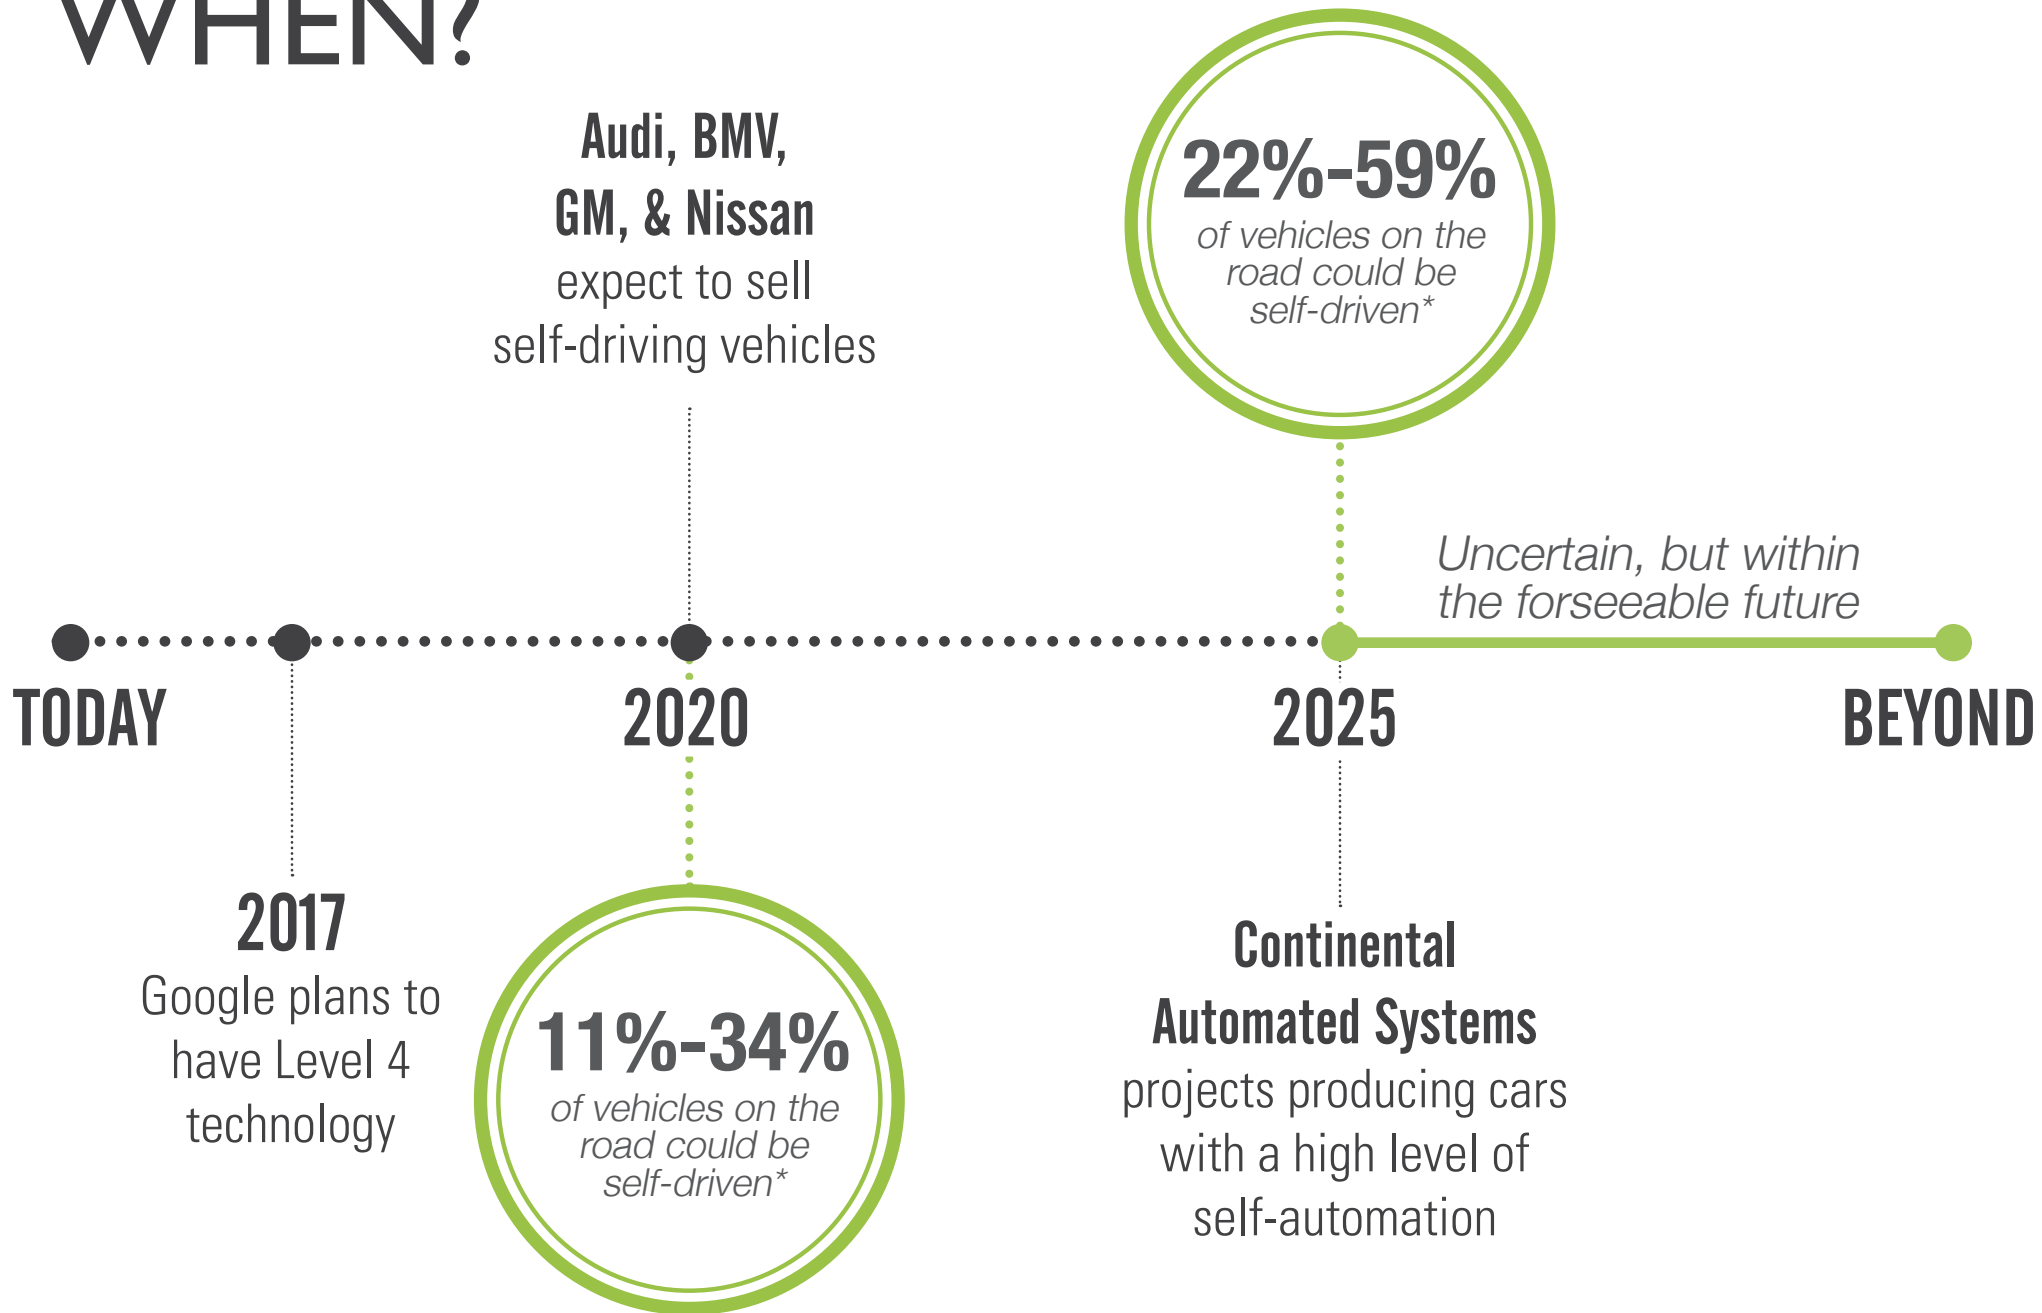 WHEN?
Audi, BMV,
GM, & Nissan
expect to sell
self-driving vehicles
22%-59%
of vehicles on the
road could be
self-driven*
Uncertain, but within
the forseeable future
TODAY
2020
2025
BEYOND
2017
Google plans to
have Level 4
technology
11%-34%
of vehicles on the
road could be
self-driven*
Continental
Automated Systems
projects producing cars
with a high level of
self-automation